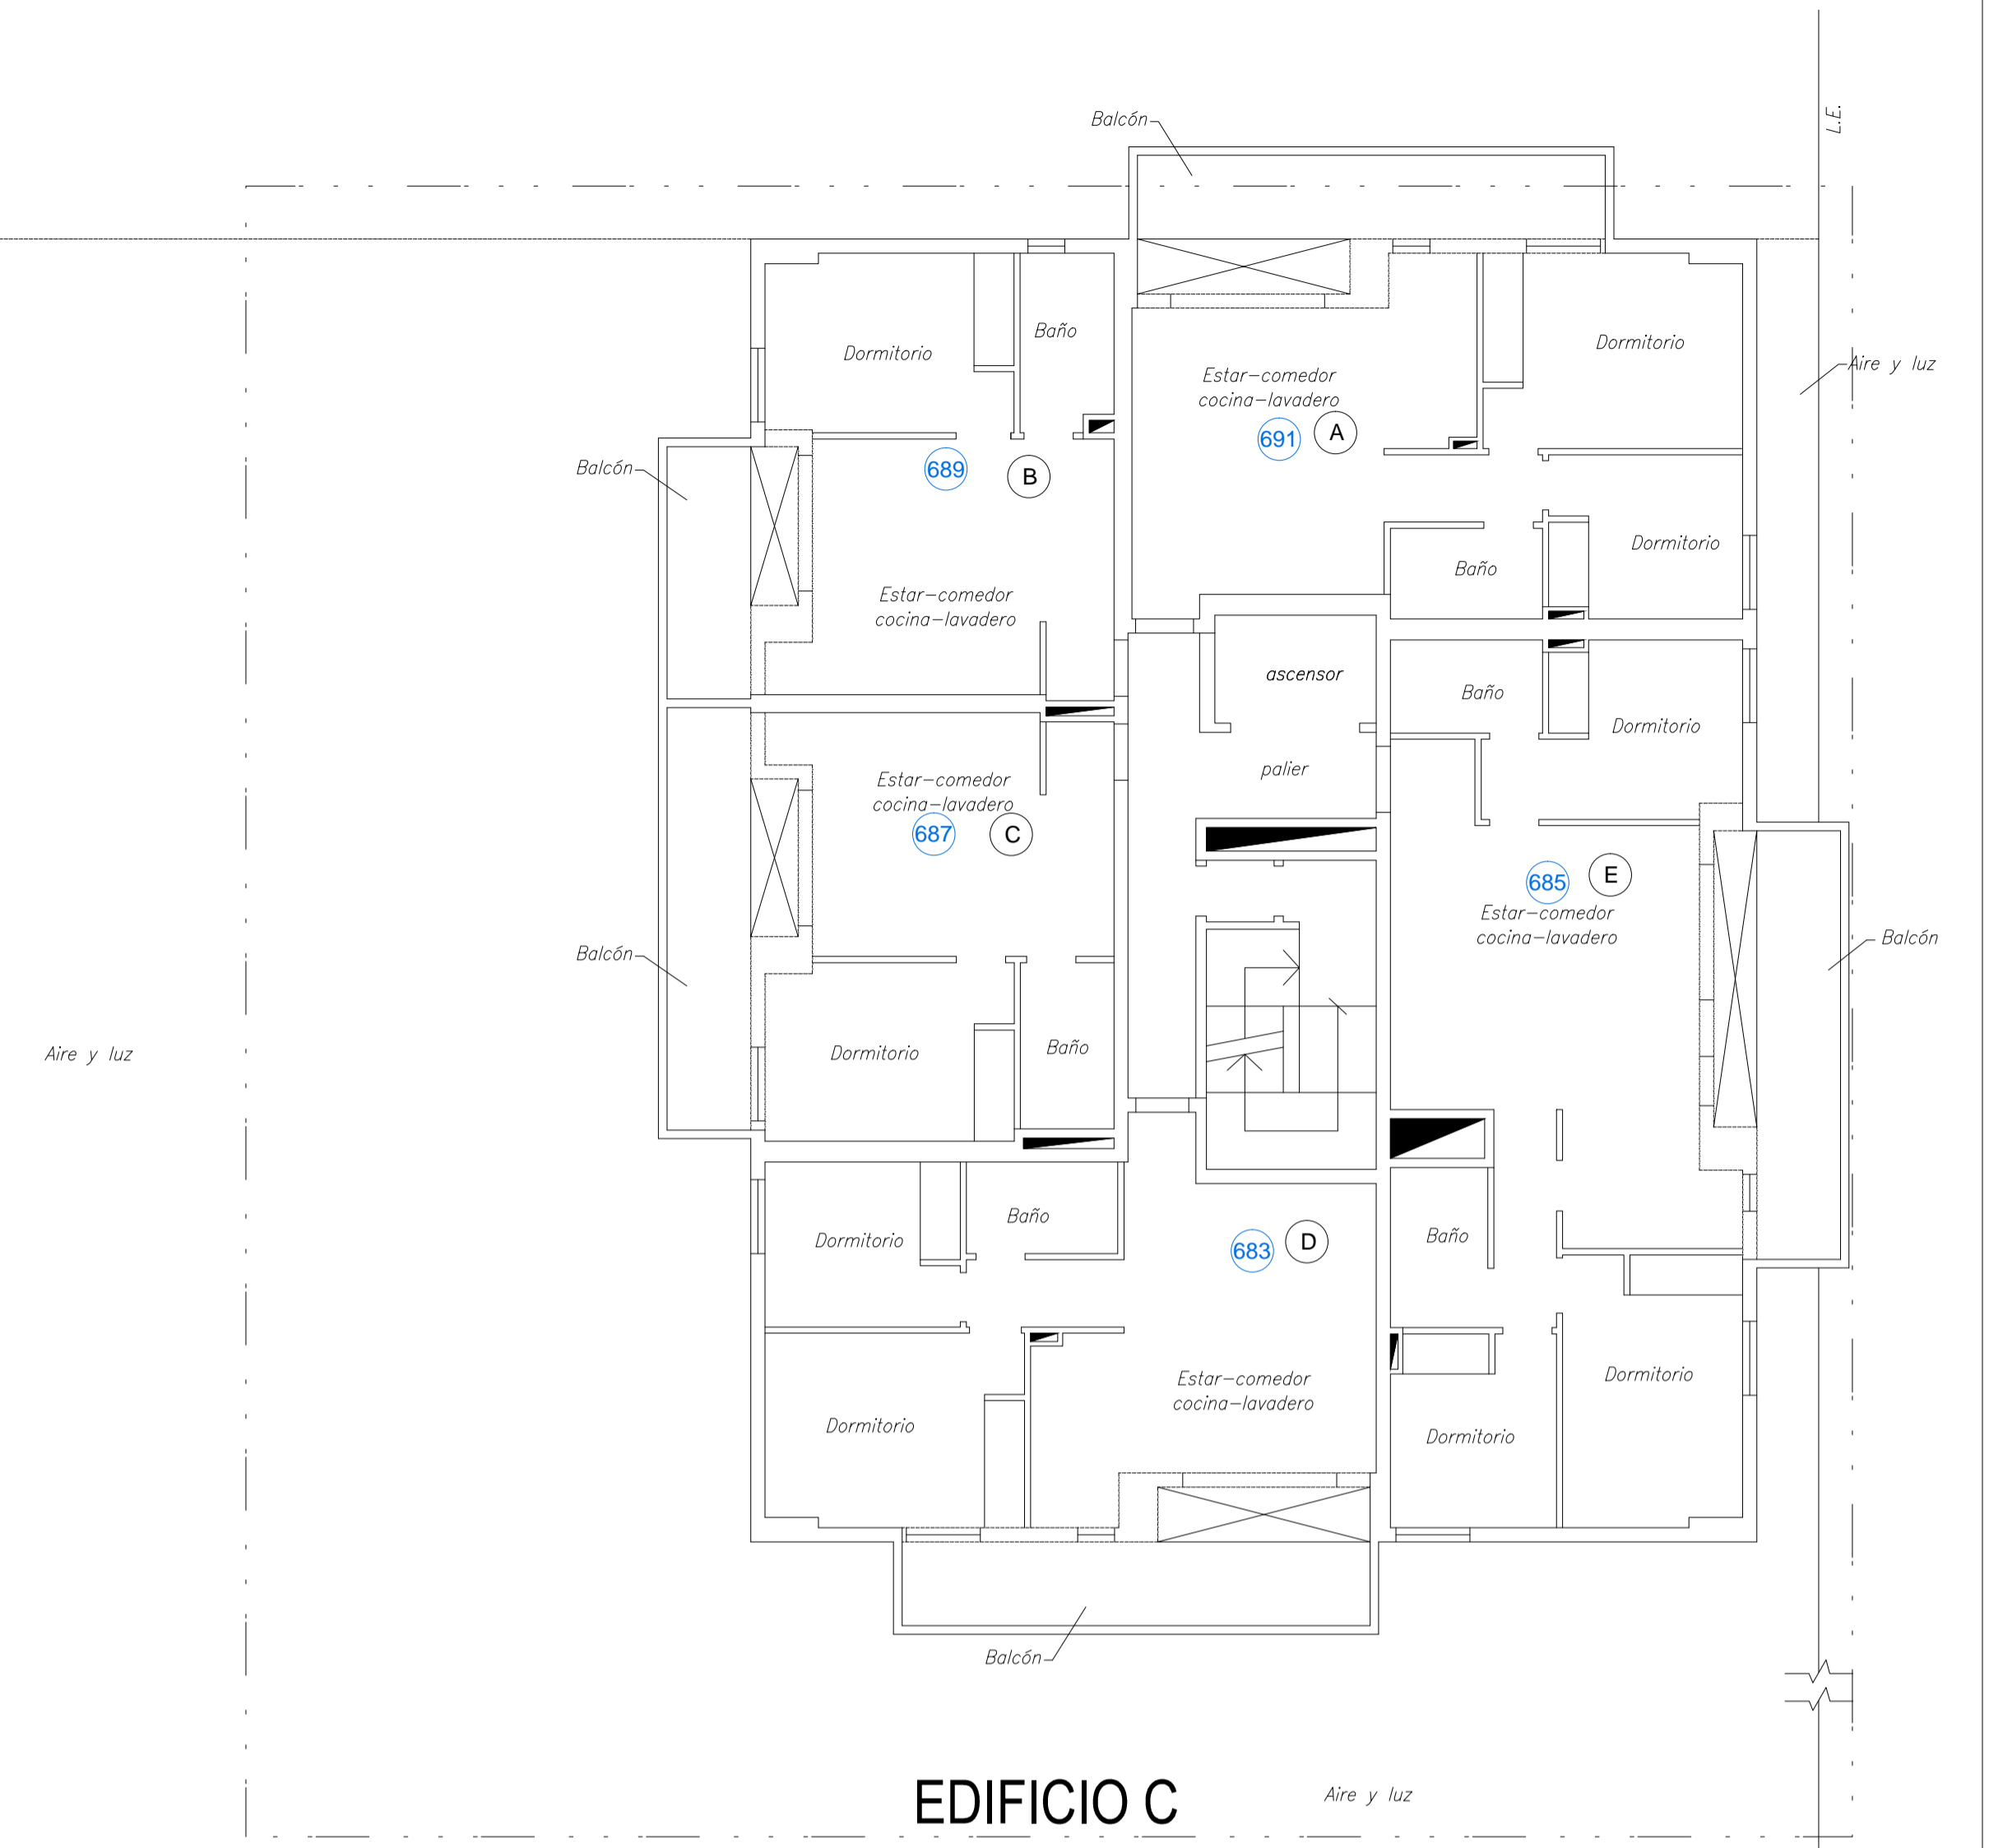 L.E.
Balcón
Dormitorio
Baño
Estar-comedor
cocina-lavadero
691
A
Dormitorio
Aire y luz
Balcón
689
B
Dormitorio
Baño
Estar-comedor
cocina-lavadero
ascensor
Baño
Dormitorio
palier
Estar-comedor
cocina-lavadero
687
C
685
E
Estar-comedor
cocina-lavadero
Balcón
Balcón
Aire y luz
Dormitorio
Baño
Dormitorio
Baño
683
D
Baño
Estar-comedor
cocina-lavadero
Dormitorio
Dormitorio
Dormitorio
Balcón
EDIFICIO C
Aire y luz